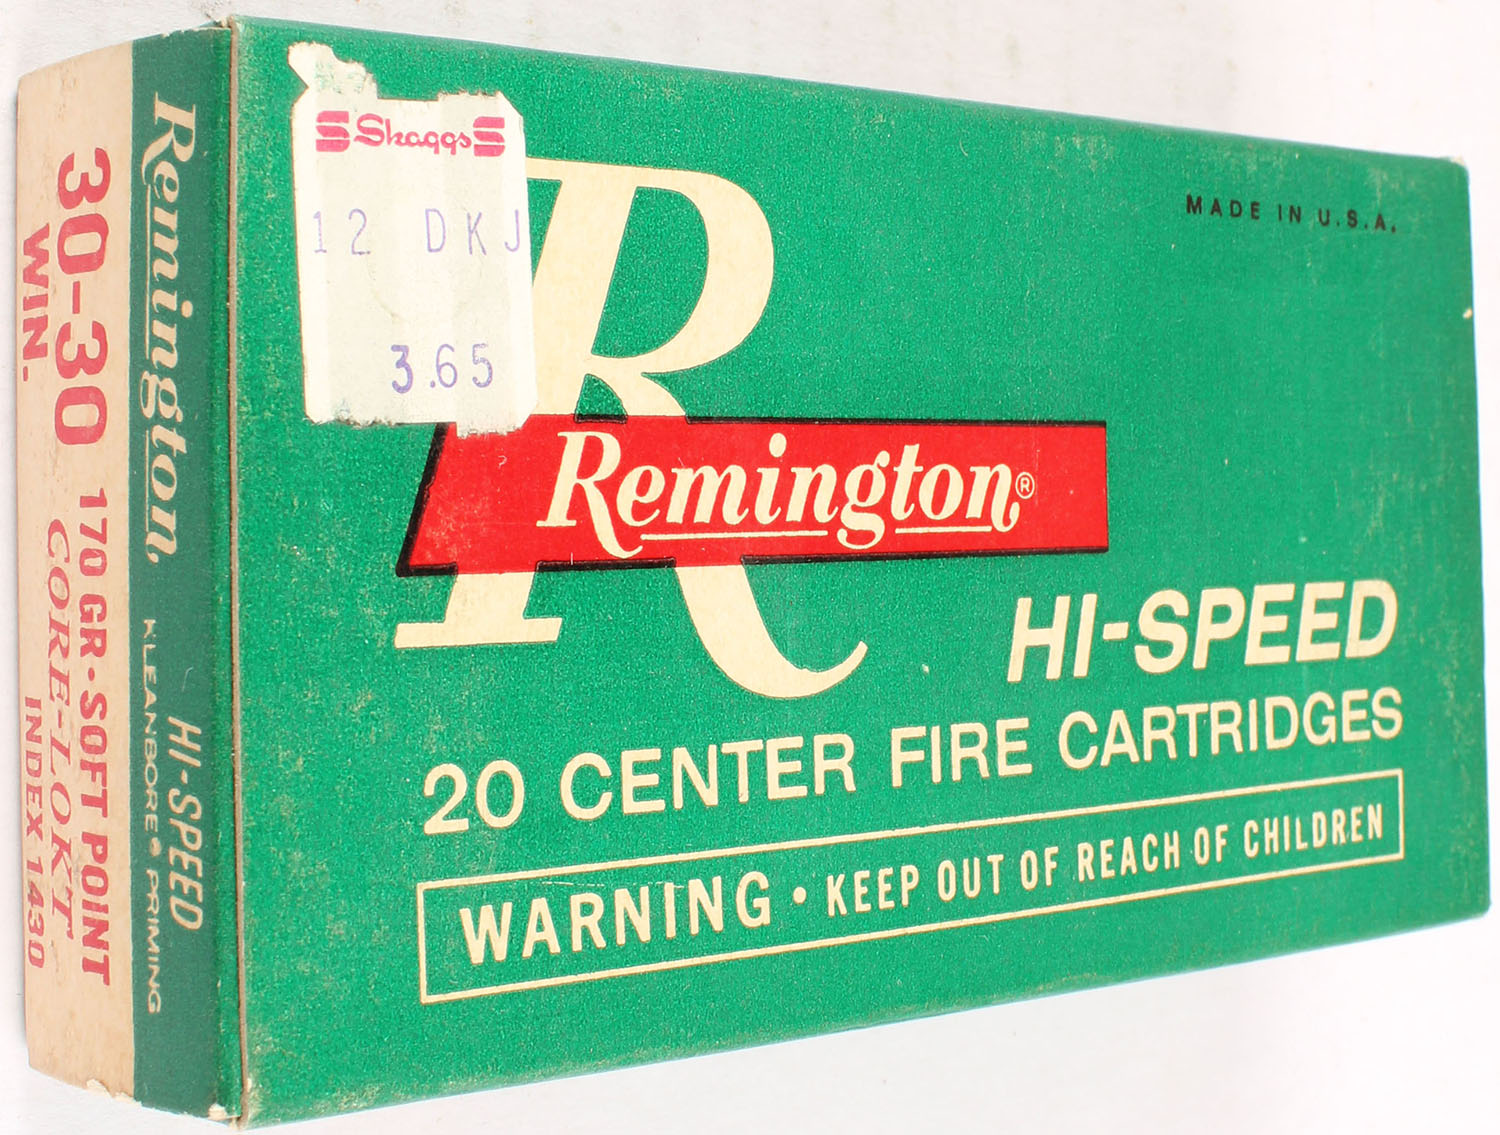 Skaggs
12 DKJ
3.65
MADE IN U.S.A.
R
Remington®
HI-SPEED
20 CENTER FIRE CARTRIDGES
WARNING • KEEP OUT OF REACH OF CHILDREN
Remington
HI-SPEED
KLEANBORE® PRIMING
30-30
WIN.
170 GR. SOFT POINT
CORE-LOKT
INDEX 1430